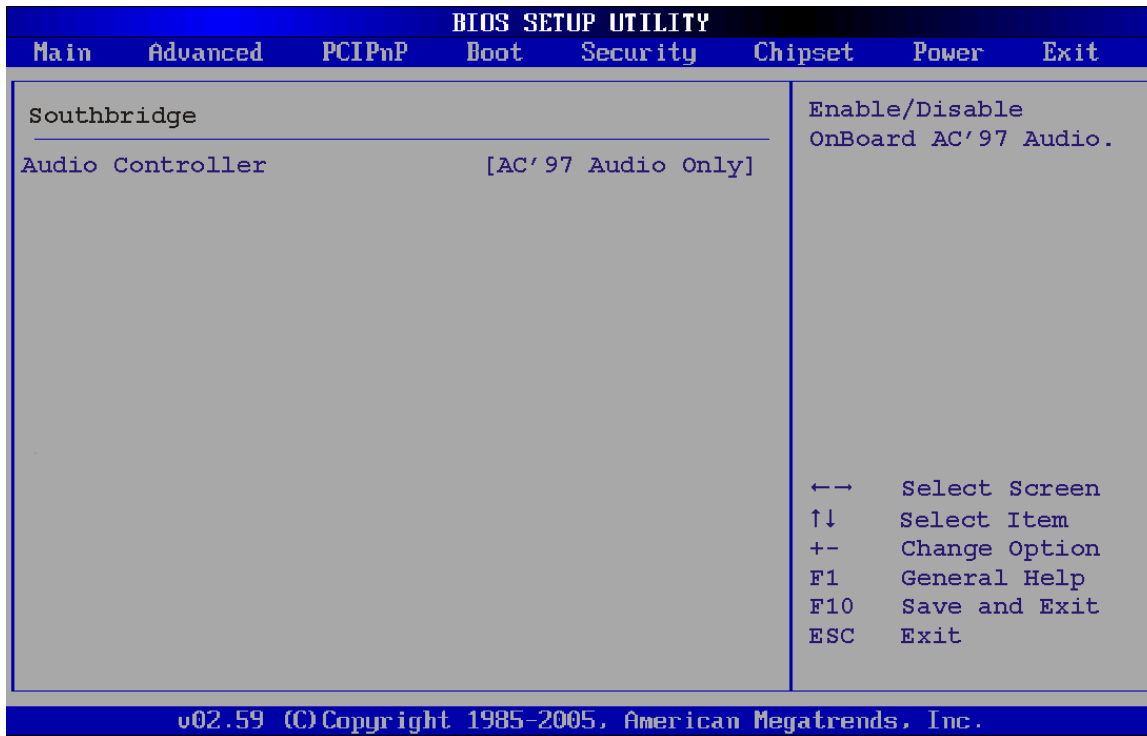 BIOS SETUP UTILITY
Main Advanced PCIPnP Boot Security Chipset Power Exit
Southbridge
Audio Controller [AC'97 Audio Only]
Enable/Disable
OnBoard AC'97 Audio.
←→ Select Screen
↑↓ Select Item
+- Change Option
F1 General Help
F10 Save and Exit
ESC Exit
v02.59 (C)Copyright 1985-2005, American Megatrends, Inc.